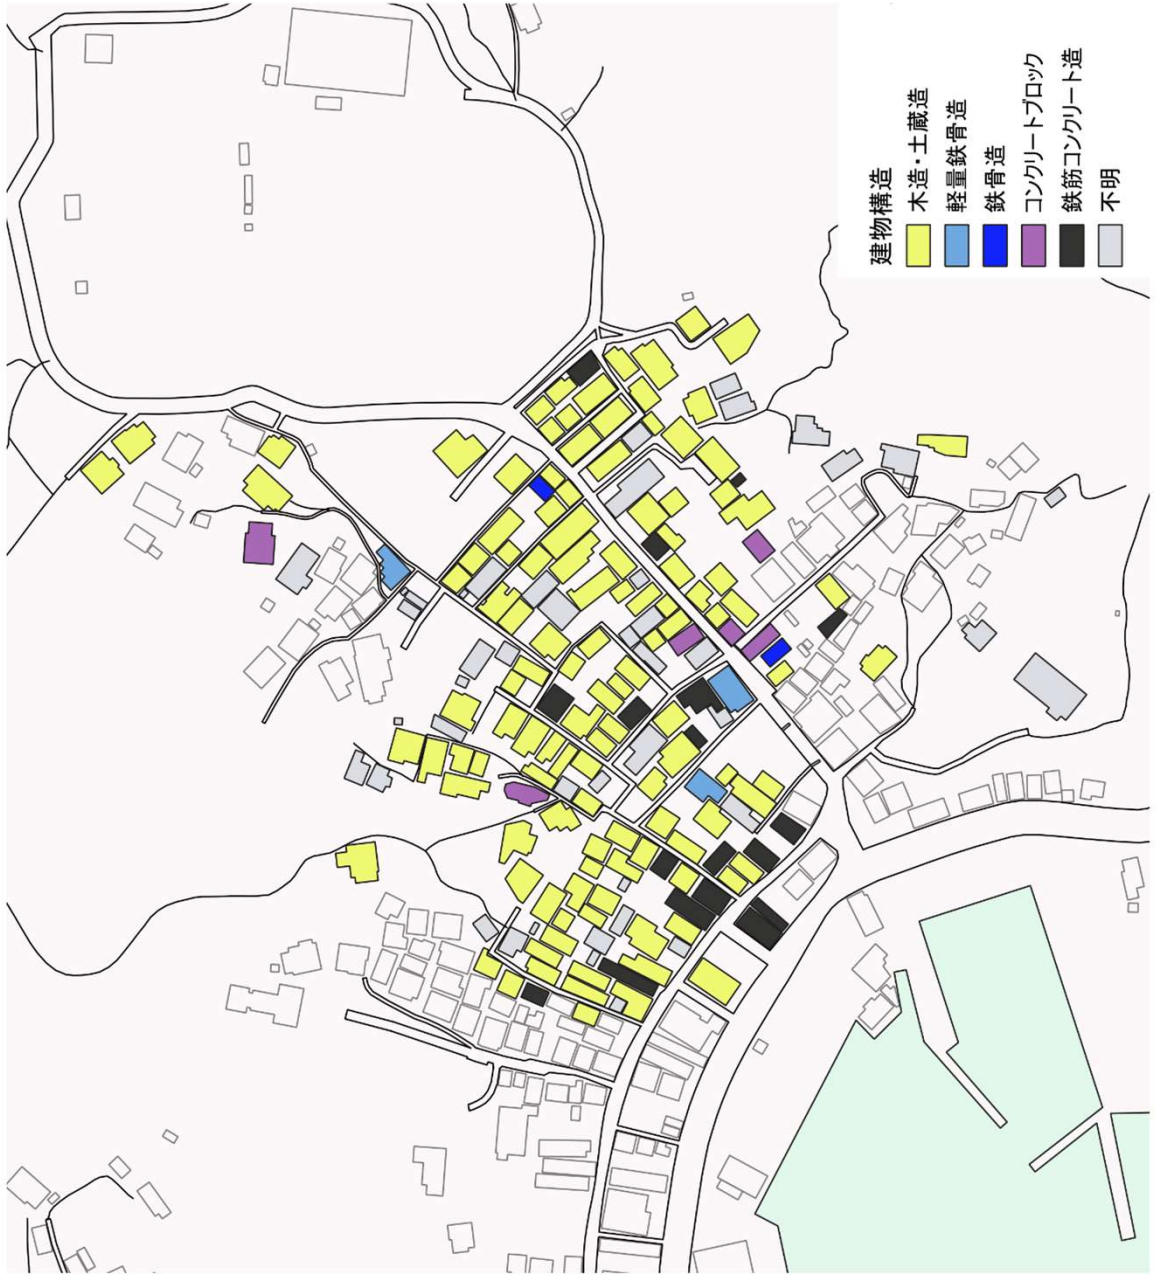 建物構造
木造・土蔵造
軽量鉄骨造
鉄骨造
コンクリートブロック
鉄筋コンクリート造
不明